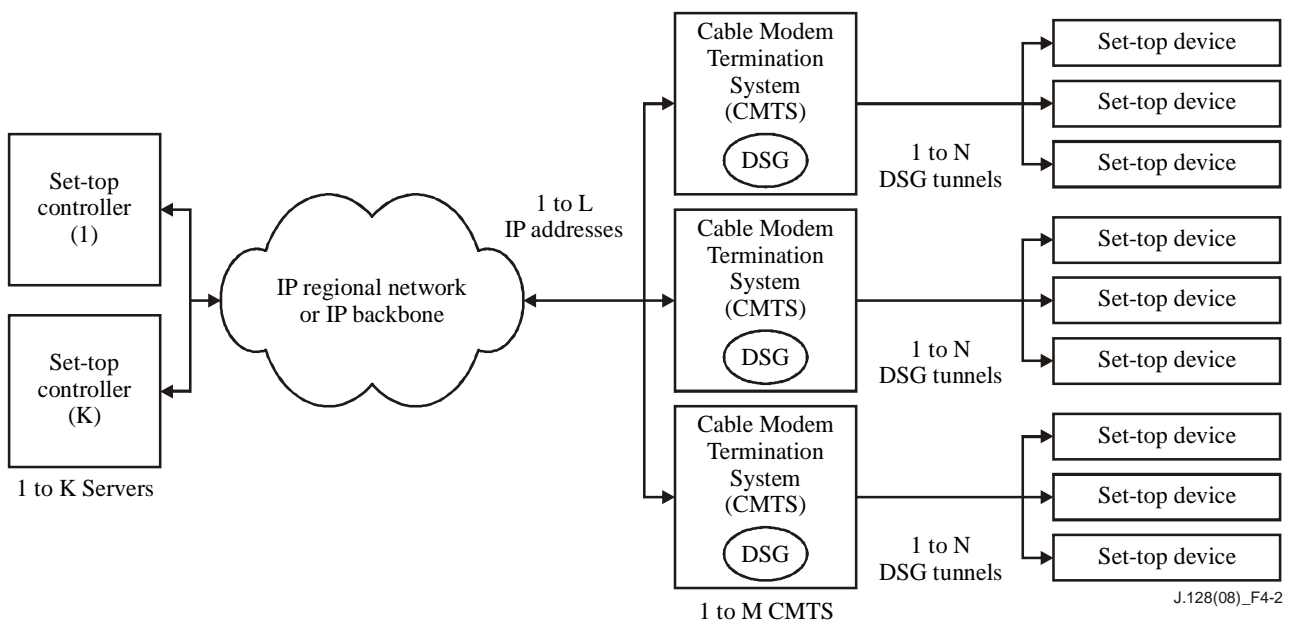 Set-top
controller
(1)
Set-top
controller
(K)
1 to K Servers
IP regional network
or IP backbone
1 to L
IP addresses
Cable Modem
Termination
System
(CMTS)
DSG
1 to N
DSG tunnels
Set-top device
Set-top device
Set-top device
Cable Modem
Termination
System
(CMTS)
DSG
1 to N
DSG tunnels
Set-top device
Set-top device
Set-top device
Cable Modem
Termination
System
(CMTS)
DSG
1 to N
DSG tunnels
Set-top device
Set-top device
Set-top device
1 to M CMTS
J.128(08)_F4-2